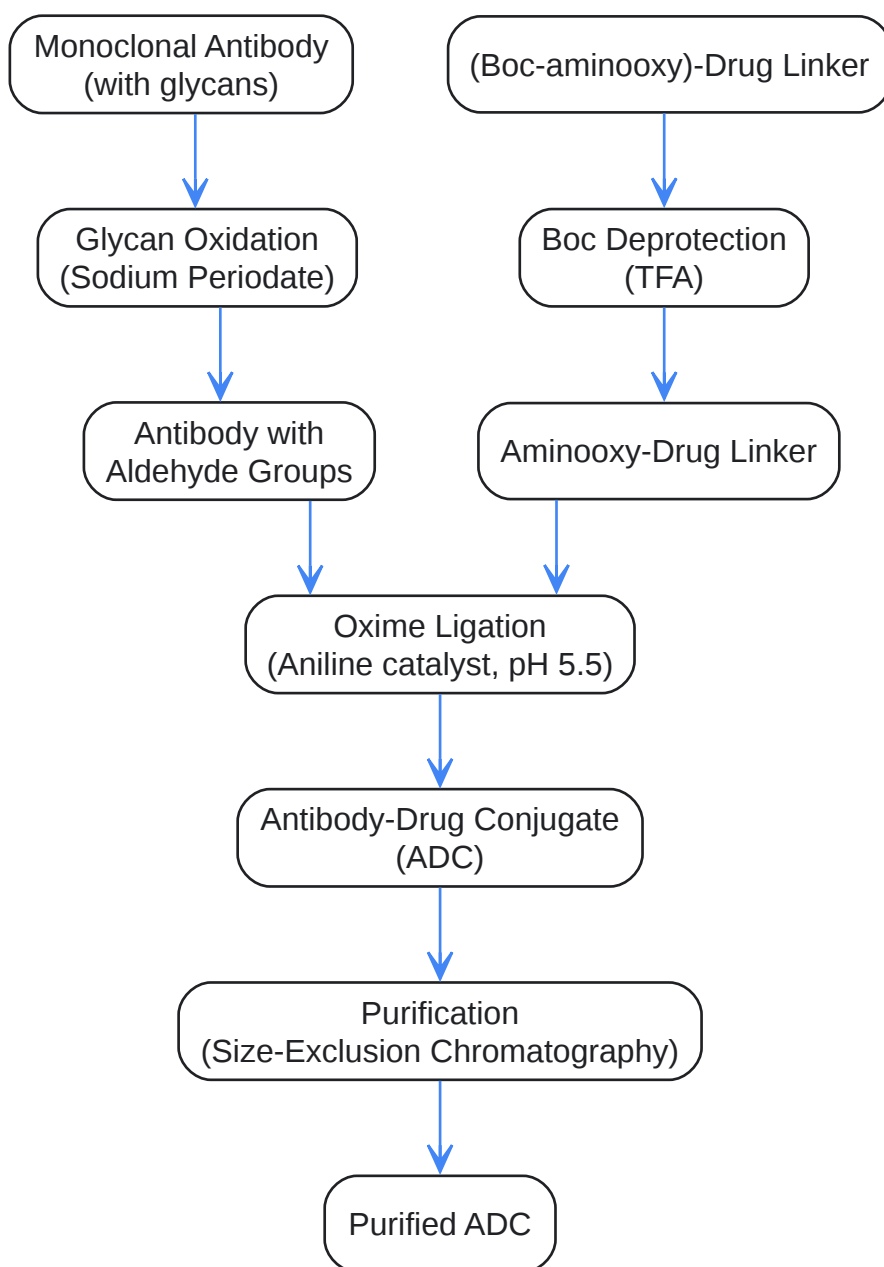 Monoclonal Antibody
(with glycans)
(Boc-aminooxy)-Drug Linker
Glycan Oxidation
(Sodium Periodate)
Boc Deprotection
(TFA)
Antibody with
Aldehyde Groups
Aminooxy-Drug Linker
Oxime Ligation
(Aniline catalyst, pH 5.5)
Antibody-Drug Conjugate
(ADC)
Purification
(Size-Exclusion Chromatography)
Purified ADC